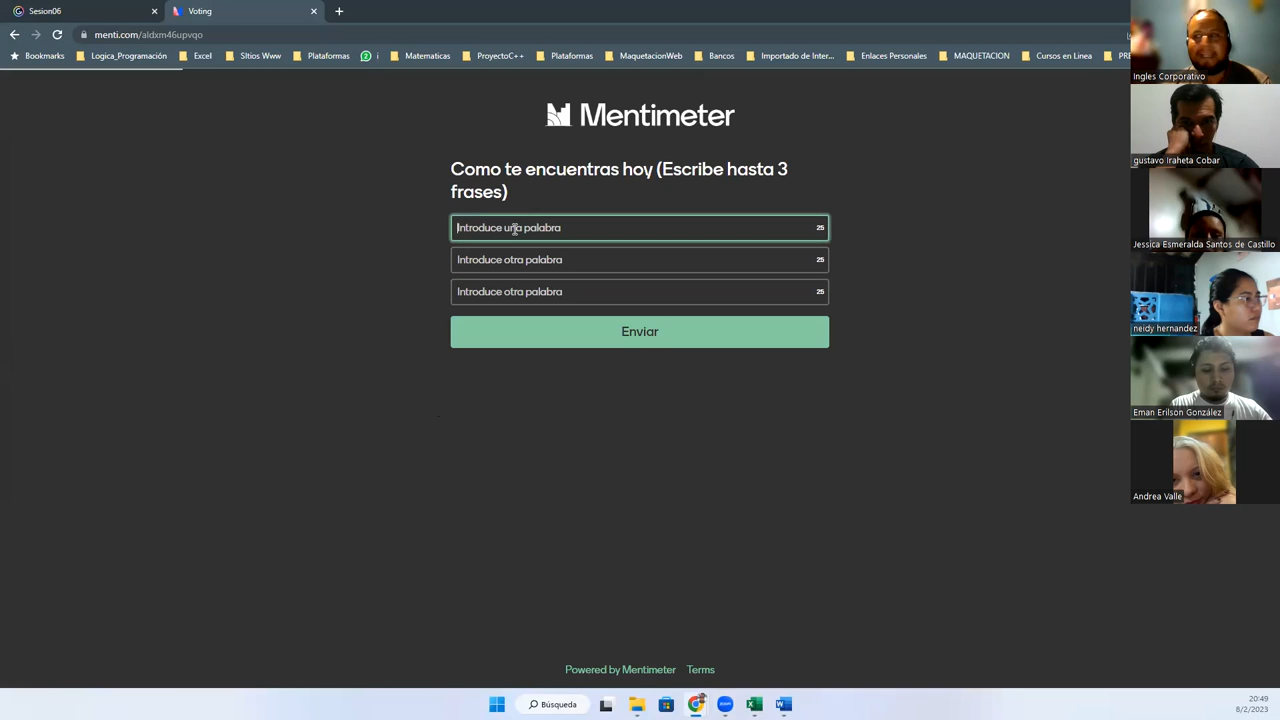 Sesion06
Voting
menti.com/aldxm46upvqo
Bookmarks
Logica_Programación
Excel
SItios Www
Plataformas
2
i
Matematicas
ProyectoC++
Plataformas
MaquetacionWeb
Bancos
Importado de Inter...
Enlaces Personales
MAQUETACION
Cursos en Linea
Mentimeter
Como te encuentras hoy (Escribe hasta 3
frases)
Introduce una palabra
25
Introduce otra palabra
25
Introduce otra palabra
25
Enviar
Powered by Mentimeter
Terms
Ingles Corporativo
gustavo Iraheta Cobar
Jessica Esmeralda Santos de Castillo
neidy hernandez
Eman Erilson González
Andrea Valle
Búsqueda
zoom
20:49
8/2/2023